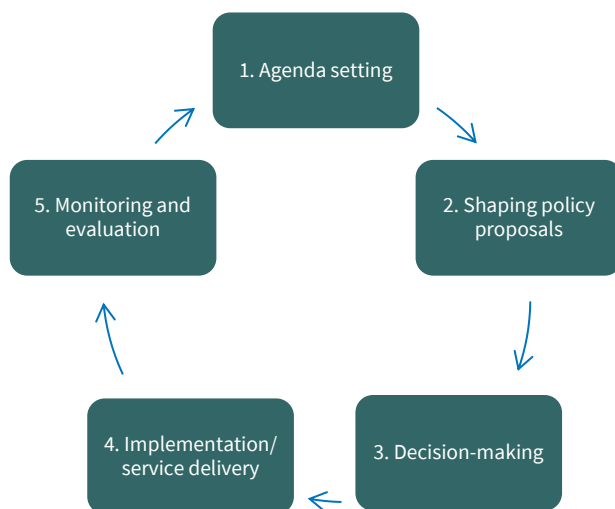 1. Agenda setting
2. Shaping policy
proposals
3. Decision-making
4. Implementation/
service delivery
5. Monitoring and
evaluation